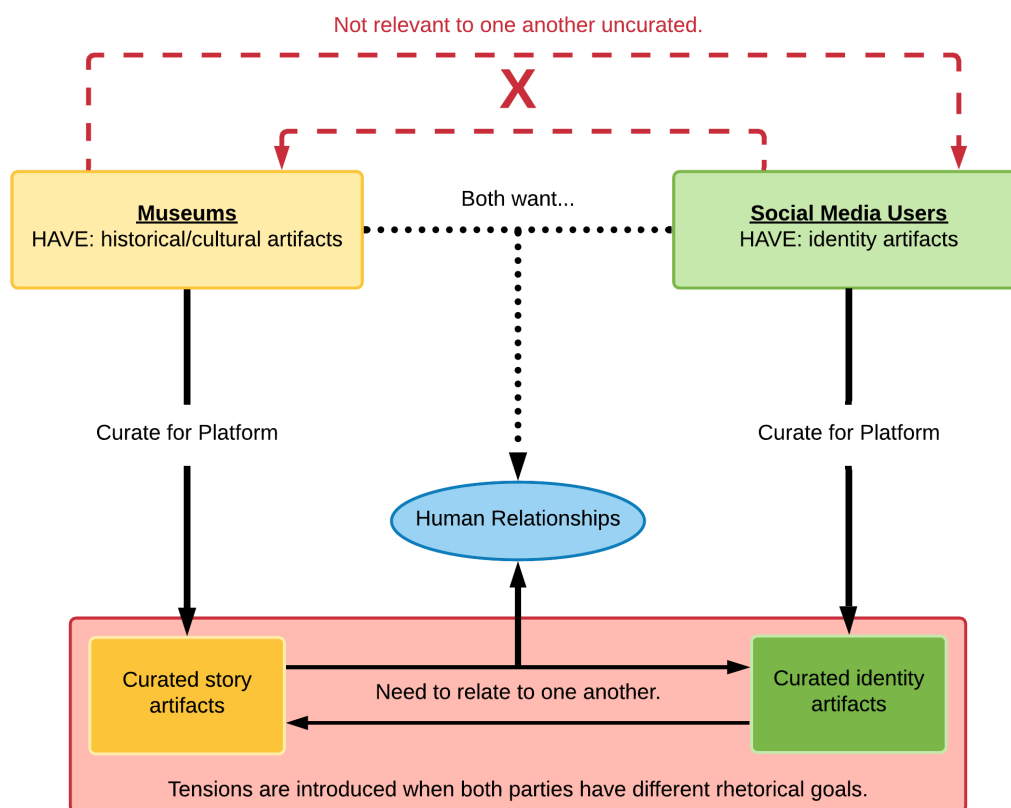 Not relevant to one another uncurated.
X
Museums
HAVE: historical/cultural artifacts
Both want...
Social Media Users
HAVE: identity artifacts
Curate for Platform
Curate for Platform
Human Relationships
Curated story
artifacts
Need to relate to one another.
Curated identity
artifacts
Tensions are introduced when both parties have different rhetorical goals.